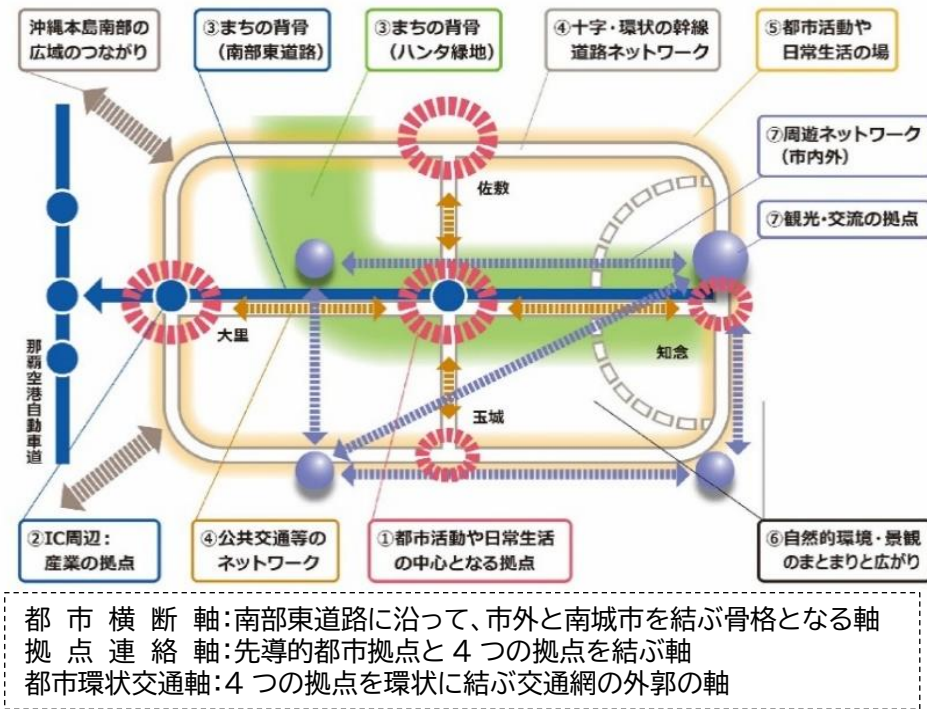 沖縄本島南部の
広域のつながり
③まちの背骨
(南部東道路)
③まちの背骨
(ハンタ緑地)
④十字・環状の幹線
道路ネットワーク
⑤都市活動や
日常生活の場
⑦周遊ネットワーク
(市内外)
⑦観光・交流の拠点
佐敷
大里
知念
玉城
那覇空港自動車道
②IC周辺:
産業の拠点
④公共交通等の
ネットワーク
①都市活動や日常生活
の中心となる拠点
⑥自然的環境・景観
のまとまりと広がり
都市横断軸:南部東道路に沿って、市外と南城市を結ぶ骨格となる軸
拠点連絡軸:先導的都市拠点と4つの拠点を結ぶ軸
都市環状交通軸:4つの拠点を環状に結ぶ交通網の外郭の軸